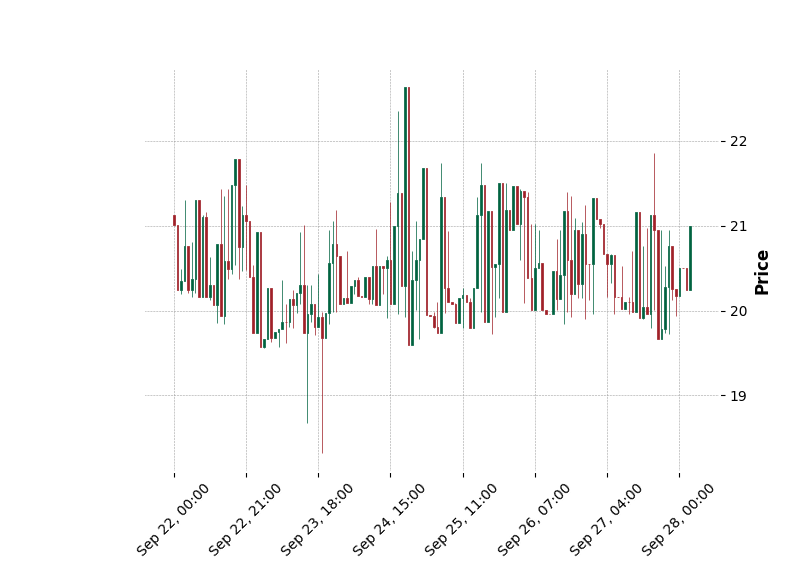 22
21
20
19
Price
Sep 22, 00:00
Sep 22, 21:00
Sep 23, 18:00
Sep 24, 15:00
Sep 25, 11:00
Sep 26, 07:00
Sep 27, 04:00
Sep 28, 00:00